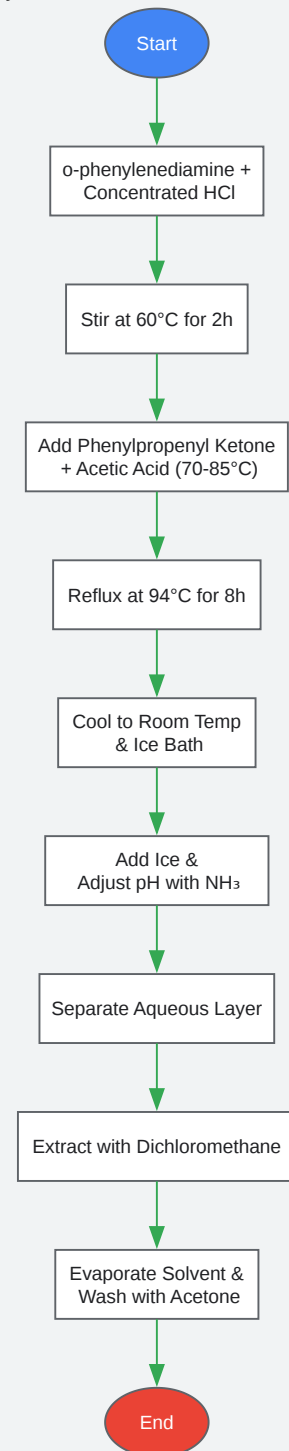 Start
o-phenylenediamine +
Concentrated HCl
Stir at 60°C for 2h
Add Phenylpropenyl Ketone
+ Acetic Acid (70-85°C)
Reflux at 94°C for 8h
Cool to Room Temp
& Ice Bath
Add Ice &
Adjust pH with NH₃
Separate Aqueous Layer
Extract with Dichloromethane
Evaporate Solvent &
Wash with Acetone
End